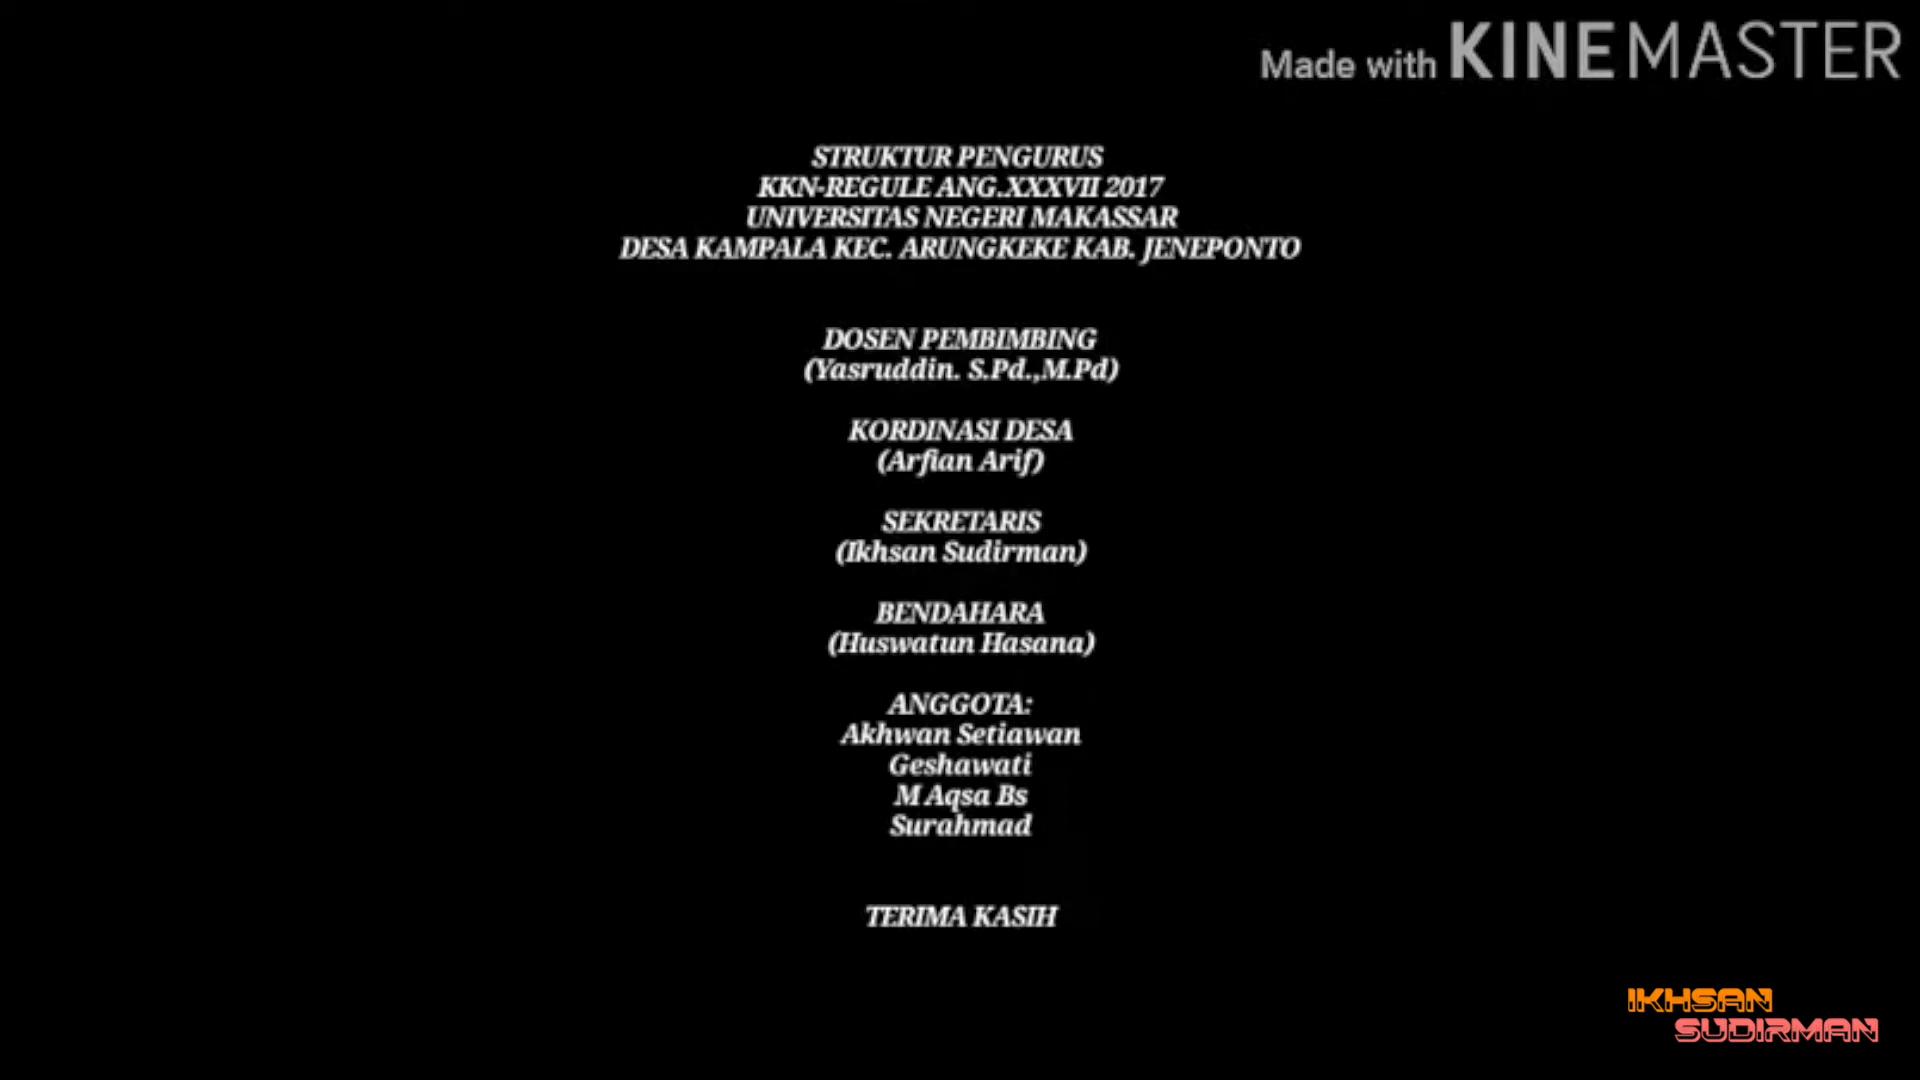 Made with KINEMASTER
STRUKTUR PENGURUS
KKN-REGULE ANG.XXXVII 2017
UNIVERSITAS NEGERI MAKASSAR
DESA KAMPALA KEC. ARUNGKEKE KAB. JENEPONTO
DOSEN PEMBIMBING
(Yasruddin. S.Pd.,M.Pd)
KORDINASI DESA
(Arfian Arif)
SEKRETARIS
(Ikhsan Sudirman)
BENDAHARA
(Huswatun Hasana)
ANGGOTA:
Akhwan Setiawan
Geshawati
M Aqsa Bs
Surahmad
TERIMA KASIH
IKHSAN
SUDIRMAN